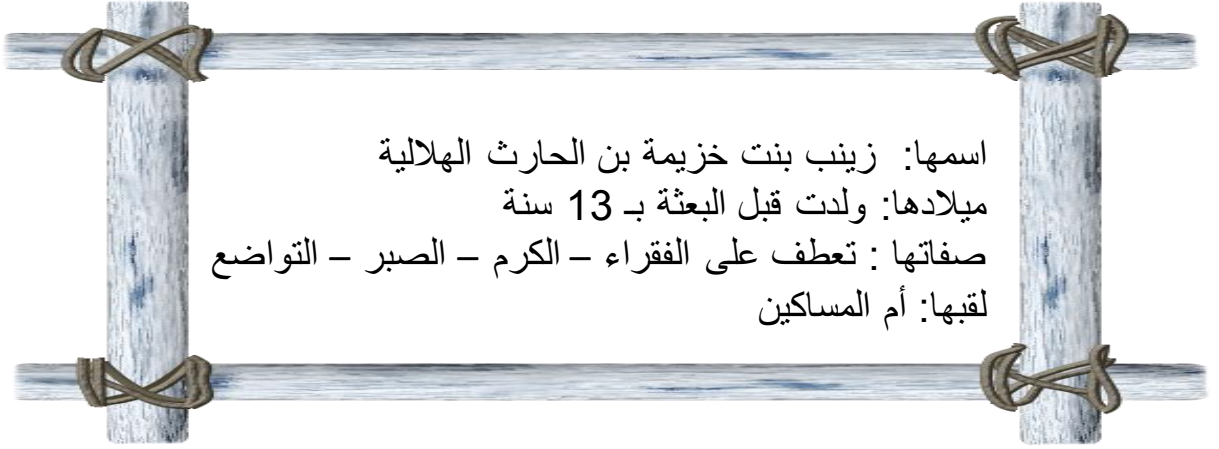 اسمها: زينب بنت خزيمة بن الحارث الهلالية
ميلادها: ولدت قبل البعثة بـ 13 سنة
صفاتها : تعطف على الفقراء – الكرم – الصبر – التواضع
لقبها: أم المساكين